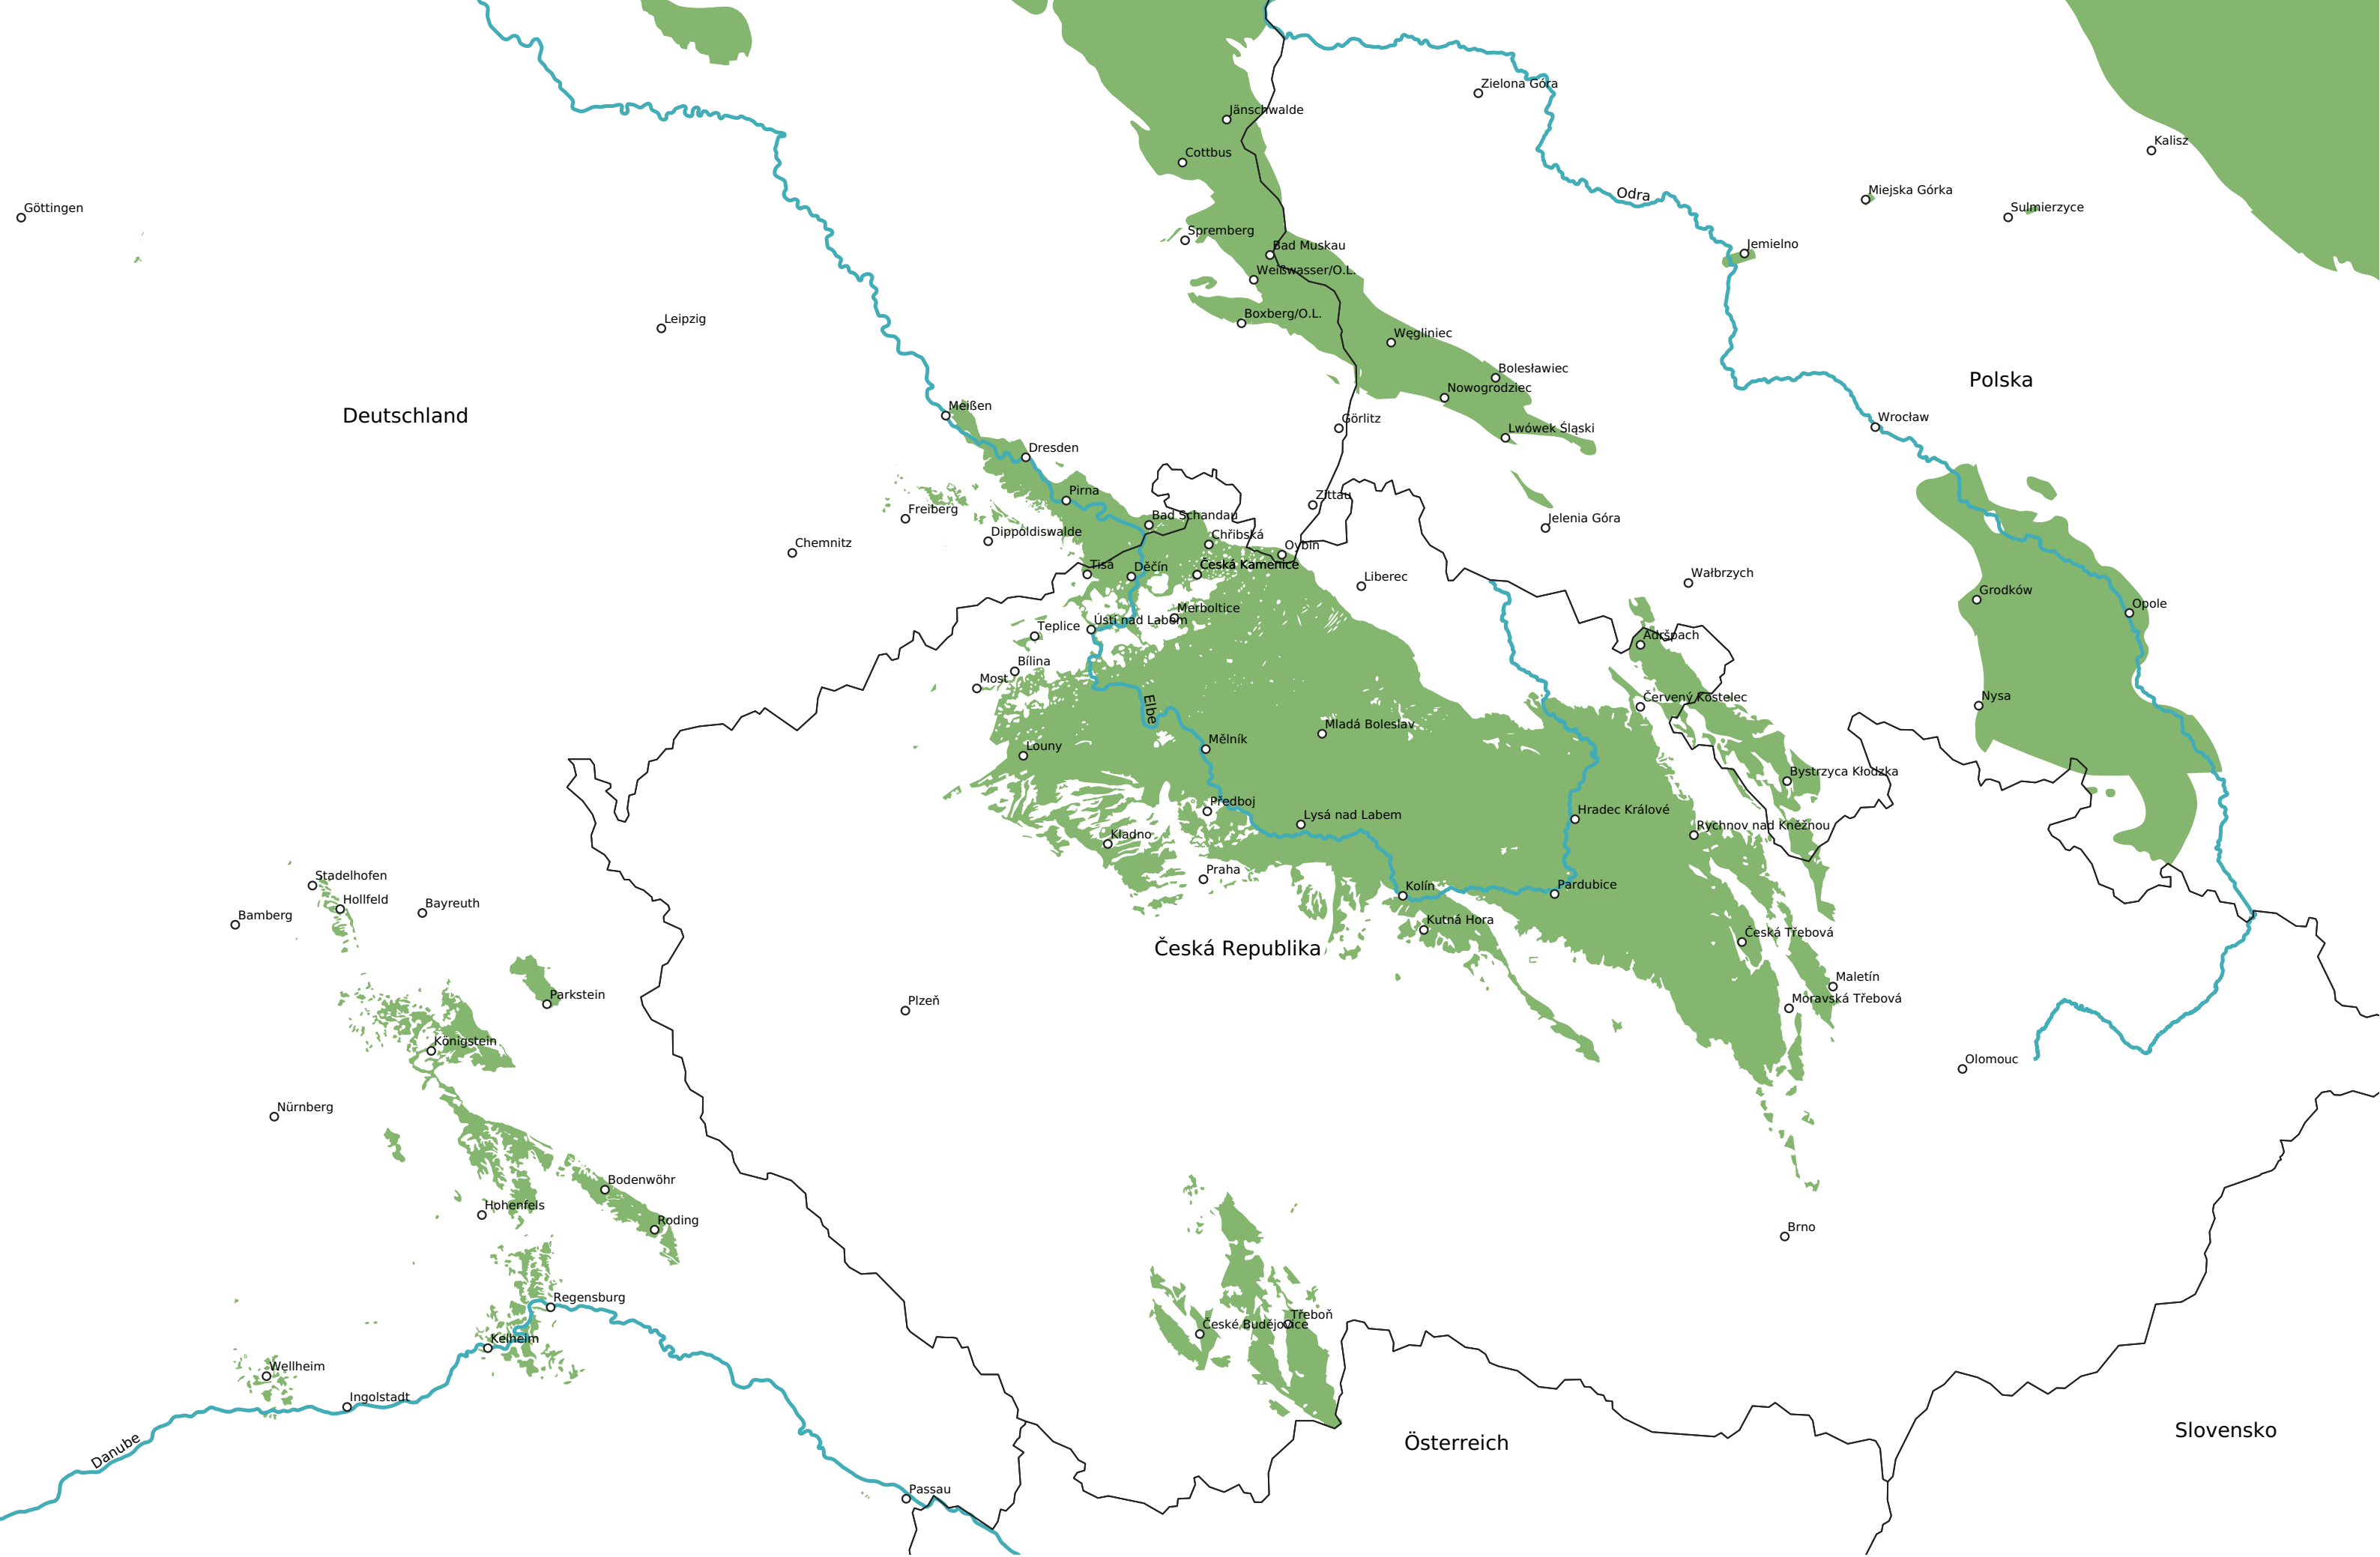 Zielona Góra
Jänschwalde
Kalisz
Cottbus
Miejska Górka
Odra
Göttingen
Sulmierzyce
Spremberg
Bad Muskau
Jemielno
Weißwasser/O.L.
Boxberg/O.L.
Leipzig
Węgliniec
Bolesławiec
Polska
Nowogrodziec
Meißen
Deutschland
Wrocław
Görlitz
Lwówek Śląski
Dresden
Pirna
Zittau
Freiberg
Bad Schandau
Jelenia Góra
Dippoldiswalde
Chřibská
Chemnitz
Oybin
Tisa
Děčín
Česká Kamenice
Liberec
Wałbrzych
Grodków
Merboltice
Opole
Ústí nad Labem
Teplice
Adršpach
Bílina
Most
Červený Kostelec
Nysa
Elbe
Mladá Boleslav
Mělník
Louny
Bystrzyca Kłodzka
Předboj
Hradec Králové
Lysá nad Labem
Rychnov nad Kněžnou
Kladno
Praha
Stadelhofen
Kolín
Pardubice
Hollfeld
Bayreuth
Bamberg
Kutná Hora
Česká Třebová
Česká Republika
Maletín
Parkstein
Moravská Třebová
Plzeň
Königstein
Olomouc
Nürnberg
Bodenwöhr
Hohenfels
Roding
Brno
Regensburg
Třeboň
České Budějovice
Kelheim
Wellheim
Ingolstadt
Slovensko
Österreich
Danube
Passau